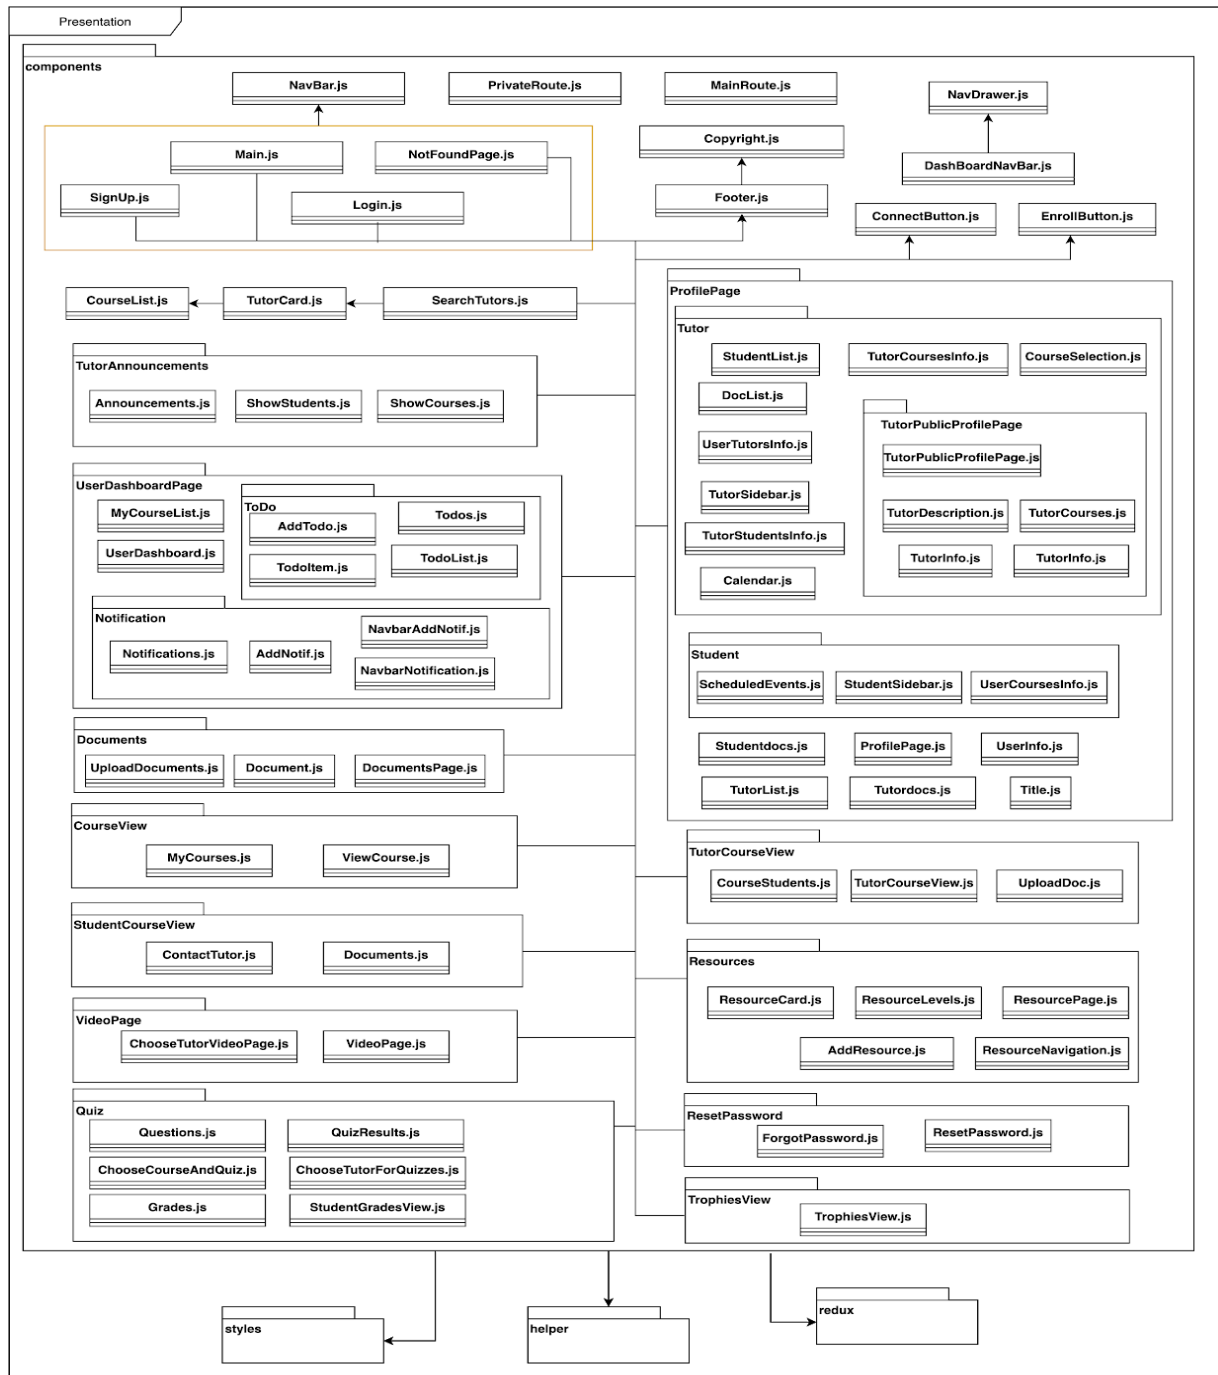 Presentation
components
NavBar.js
PrivateRoute.js
MainRoute.js
NavDrawer.js
Main.js
NotFoundPage.js
Copyright.js
DashBoardNavBar.js
SignUp.js
Login.js
Footer.js
ConnectButton.js
EnrollButton.js
CourseList.js
TutorCard.js
SearchTutors.js
ProfilePage
Tutor
StudentList.js
TutorCoursesInfo.js
CourseSelection.js
DocList.js
TutorPublicProfilePage
UserTutorsInfo.js
TutorPublicProfilePage.js
TutorSidebar.js
TutorDescription.js
TutorCourses.js
TutorStudentsInfo.js
TutorInfo.js
TutorInfo.js
Calendar.js
Student
ScheduledEvents.js
StudentSidebar.js
UserCoursesInfo.js
Studentdocs.js
ProfilePage.js
UserInfo.js
TutorList.js
Tutordocs.js
Title.js
TutorAnnouncements
Announcements.js
ShowStudents.js
ShowCourses.js
UserDashboardPage
MyCourseList.js
UserDashboard.js
ToDo
AddTodo.js
Todos.js
TodoItem.js
TodoList.js
Notification
Notifications.js
AddNotif.js
NavbarAddNotif.js
NavbarNotification.js
Documents
UploadDocuments.js
Document.js
DocumentsPage.js
CourseView
MyCourses.js
ViewCourse.js
TutorCourseView
CourseStudents.js
TutorCourseView.js
UploadDoc.js
StudentCourseView
ContactTutor.js
Documents.js
Resources
ResourceCard.js
ResourceLevels.js
ResourcePage.js
AddResource.js
ResourceNavigation.js
VideoPage
ChooseTutorVideoPage.js
VideoPage.js
Quiz
Questions.js
QuizResults.js
ChooseCourseAndQuiz.js
ChooseTutorForQuizzes.js
Grades.js
StudentGradesView.js
ResetPassword
ForgotPassword.js
ResetPassword.js
TrophiesView
TrophiesView.js
styles
helper
redux